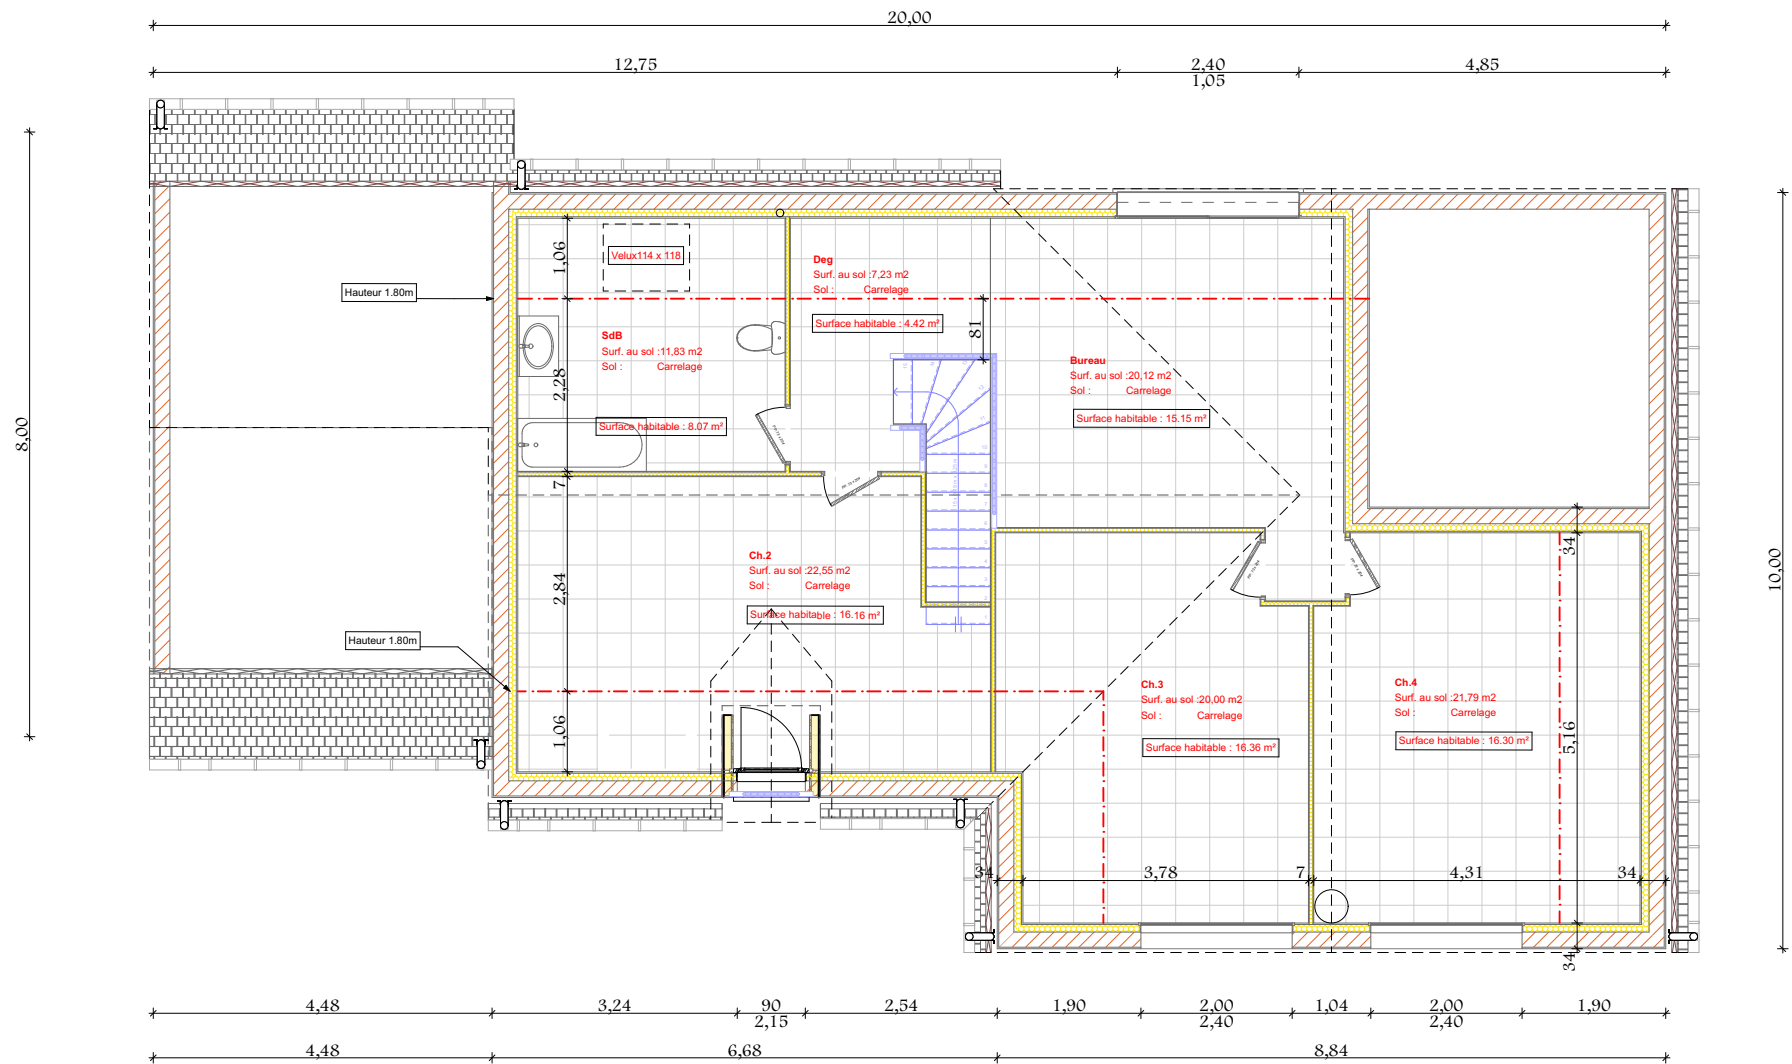 20,00
12,75
2,40
1,05
4,85
8,00
10,00
Hauteur 1.80m
Hauteur 1.80m
1,06
2,28
7
2,84
1,06
Velux114 x 118
SdB
Surf. au sol :11,83 m2
Sol : Carrelage
Surface habitable : 8.07 m²
Deg
Surf. au sol :7,23 m2
Sol : Carrelage
Surface habitable : 4.42 m²
81
Bureau
Surf. au sol :20,12 m2
Sol : Carrelage
Surface habitable : 15.15 m²
Ch.2
Surf. au sol :22,55 m2
Sol : Carrelage
Surface habitable : 16.16 m²
Ch.3
Surf. au sol :20,00 m2
Sol : Carrelage
Surface habitable : 16.36 m²
Ch.4
Surf. au sol :21,79 m2
Sol : Carrelage
Surface habitable : 16.30 m²
34
5,16
34
34
3,78
7
4,31
34
4,48
3,24
90
2,15
2,54
1,90
2,00
2,40
1,04
2,00
2,40
1,90
4,48
6,68
8,84